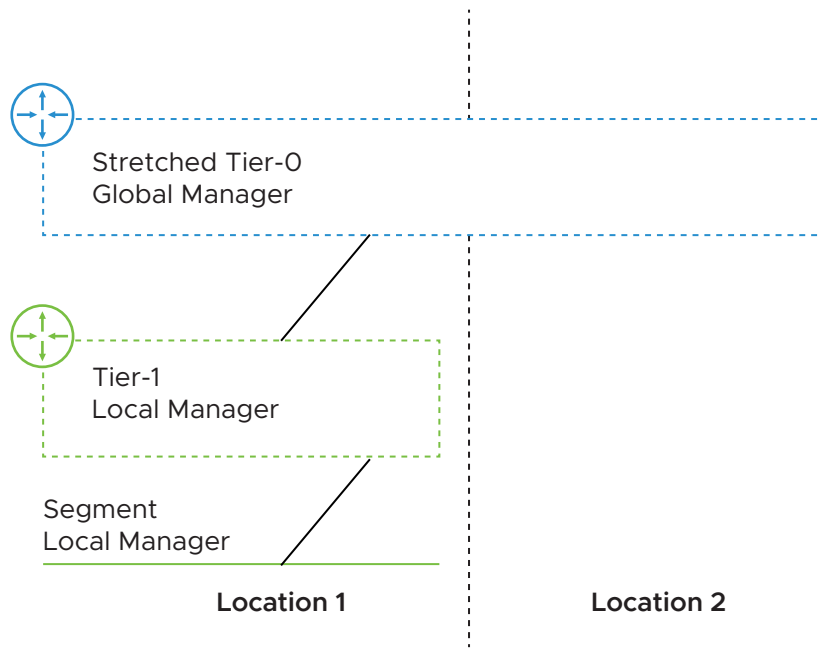 Stretched Tier-0
Global Manager
Tier-1
Local Manager
Segment
Local Manager
Location 1
Location 2